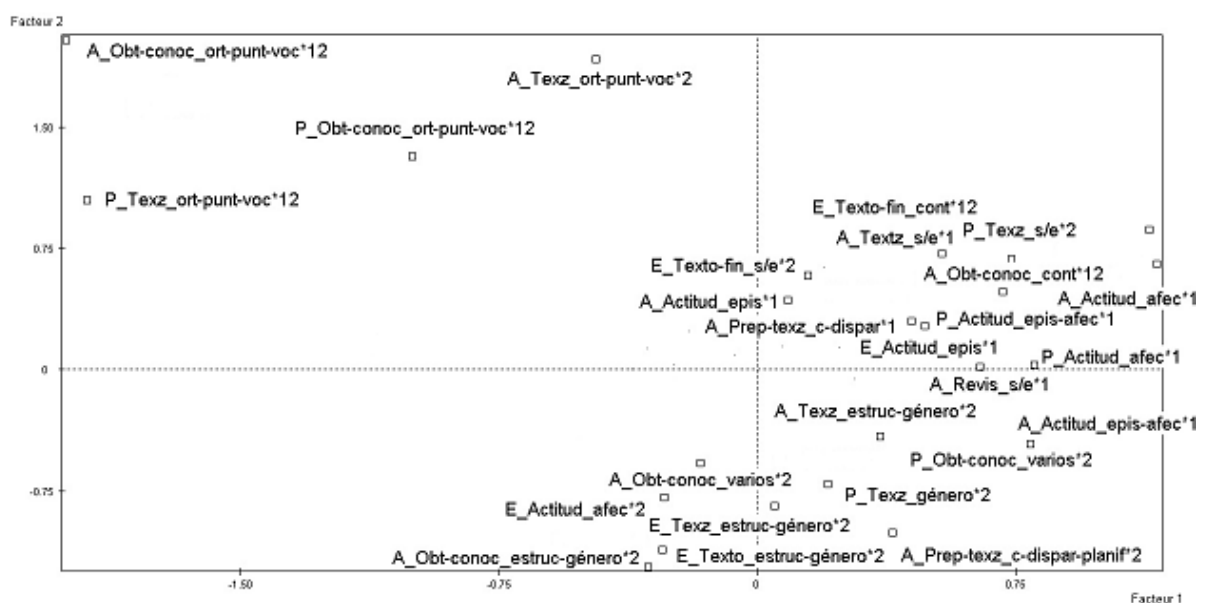 Facteur 2
A_Obt-conoc_ort-punt-voc*12
A_Texz_ort-punt-voc*2
1.50
P_Obt-conoc_ort-punt-voc*12
P_Texz_ort-punt-voc*12
E_Texto-fin_cont*12
A_Textz_s/e*1
P_Texz_s/e*2
0.75
E_Texto-fin_s/e*2
A_Obt-conoc_cont*12
A_Actitud_epis*1
A_Actitud_afec*1
A_Prep-texz_c-dispar*1
P_Actitud_epis-afec*1
E_Actitud_epis*1
P_Actitud_afec*1
0
A_Revis_s/e*1
A_Texz_estruc-género*2
A_Actitud_epis-afec*1
P_Obt-conoc_varios*2
A_Obt-conoc_varios*2
-0.75
P_Texz_género*2
E_Actitud_afec*2
E_Texz_estruc-género*2
A_Obt-conoc_estruc-género*2
E_Texto_estruc-género*2
A_Prep-texz_c-dispar-planif*2
-1.50
-0.75
0
0.75
Facteur 1